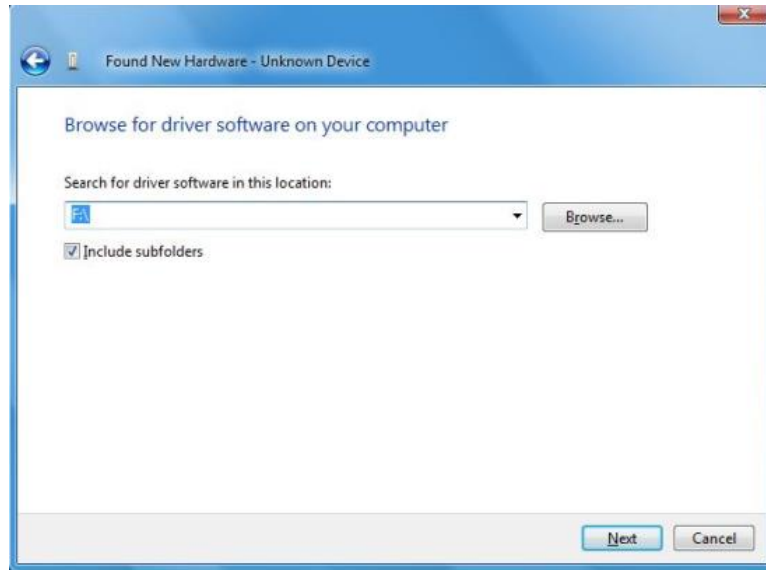 Found New Hardware - Unknown Device
Browse for driver software on your computer
Search for driver software in this location:
F:\
Browse...
Include subfolders
Next
Cancel